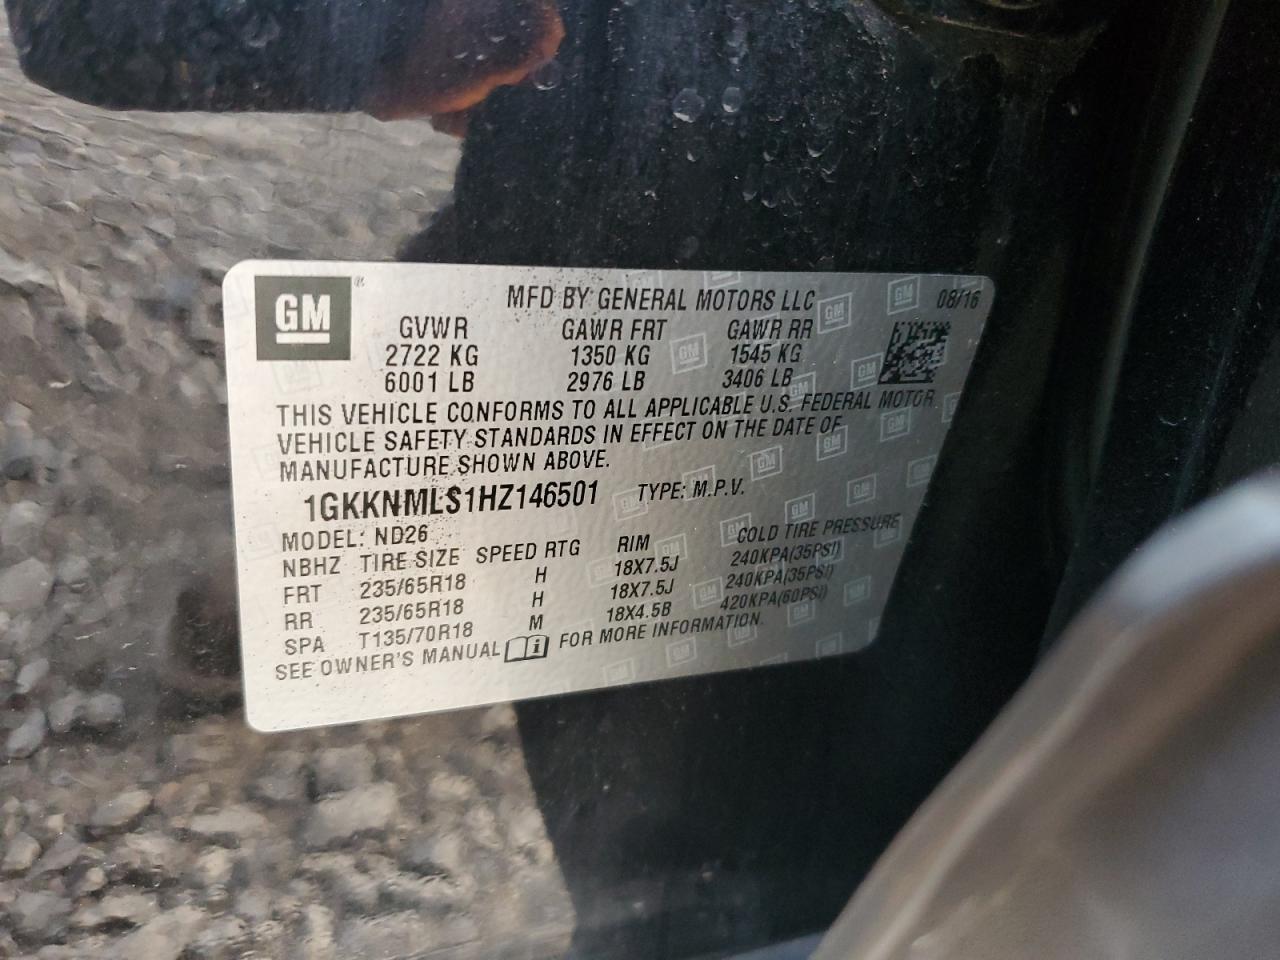 GM®
MFD BY GENERAL MOTORS LLC 08/16
GVWR GAWR FRT GAWR RR
2722 KG 1350 KG 1545 KG
6001 LB 2976 LB 3406 LB
THIS VEHICLE CONFORMS TO ALL APPLICABLE U.S. FEDERAL MOTOR
VEHICLE SAFETY STANDARDS IN EFFECT ON THE DATE OF
MANUFACTURE SHOWN ABOVE.
1GKKNMLS1HZ146501 TYPE: M.P.V.
MODEL: ND26
NBHZ TIRE SIZE SPEED RTG RIM COLD TIRE PRESSURE
FRT 235/65R18 H 18X7.5J 240KPA(35PSI)
RR 235/65R18 H 18X7.5J 240KPA(35PSI)
SPA T135/70R18 M 18X4.5B 420KPA(60PSI)
SEE OWNER'S MANUAL i FOR MORE INFORMATION.